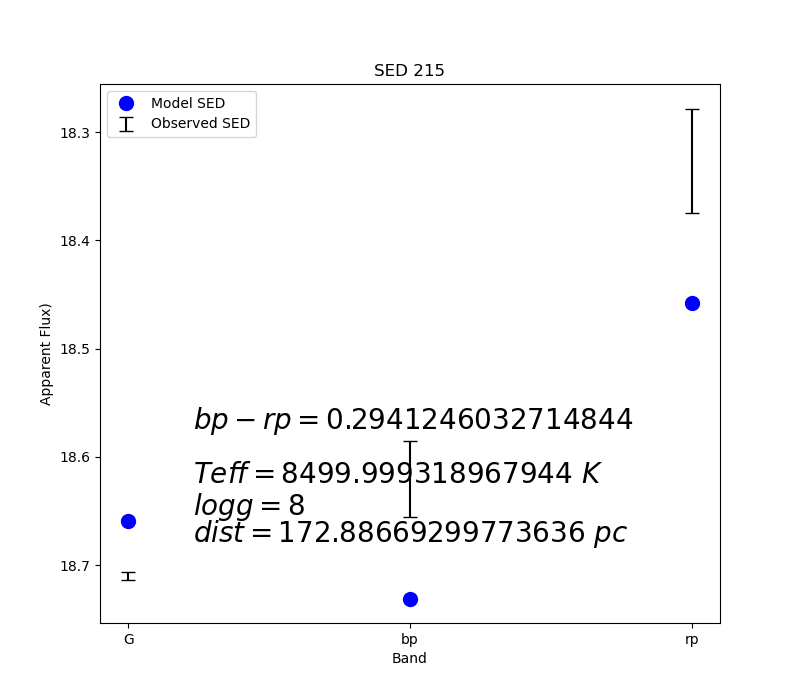 SED 215
Model SED
Observed SED
18.3
18.4
18.5
18.6
18.7
Apparent Flux)
bp − rp = 0.2941246032714844
Teff = 8499.999318967944 K
logg = 8
dist = 172.88669299773636 pc
G
bp
rp
Band